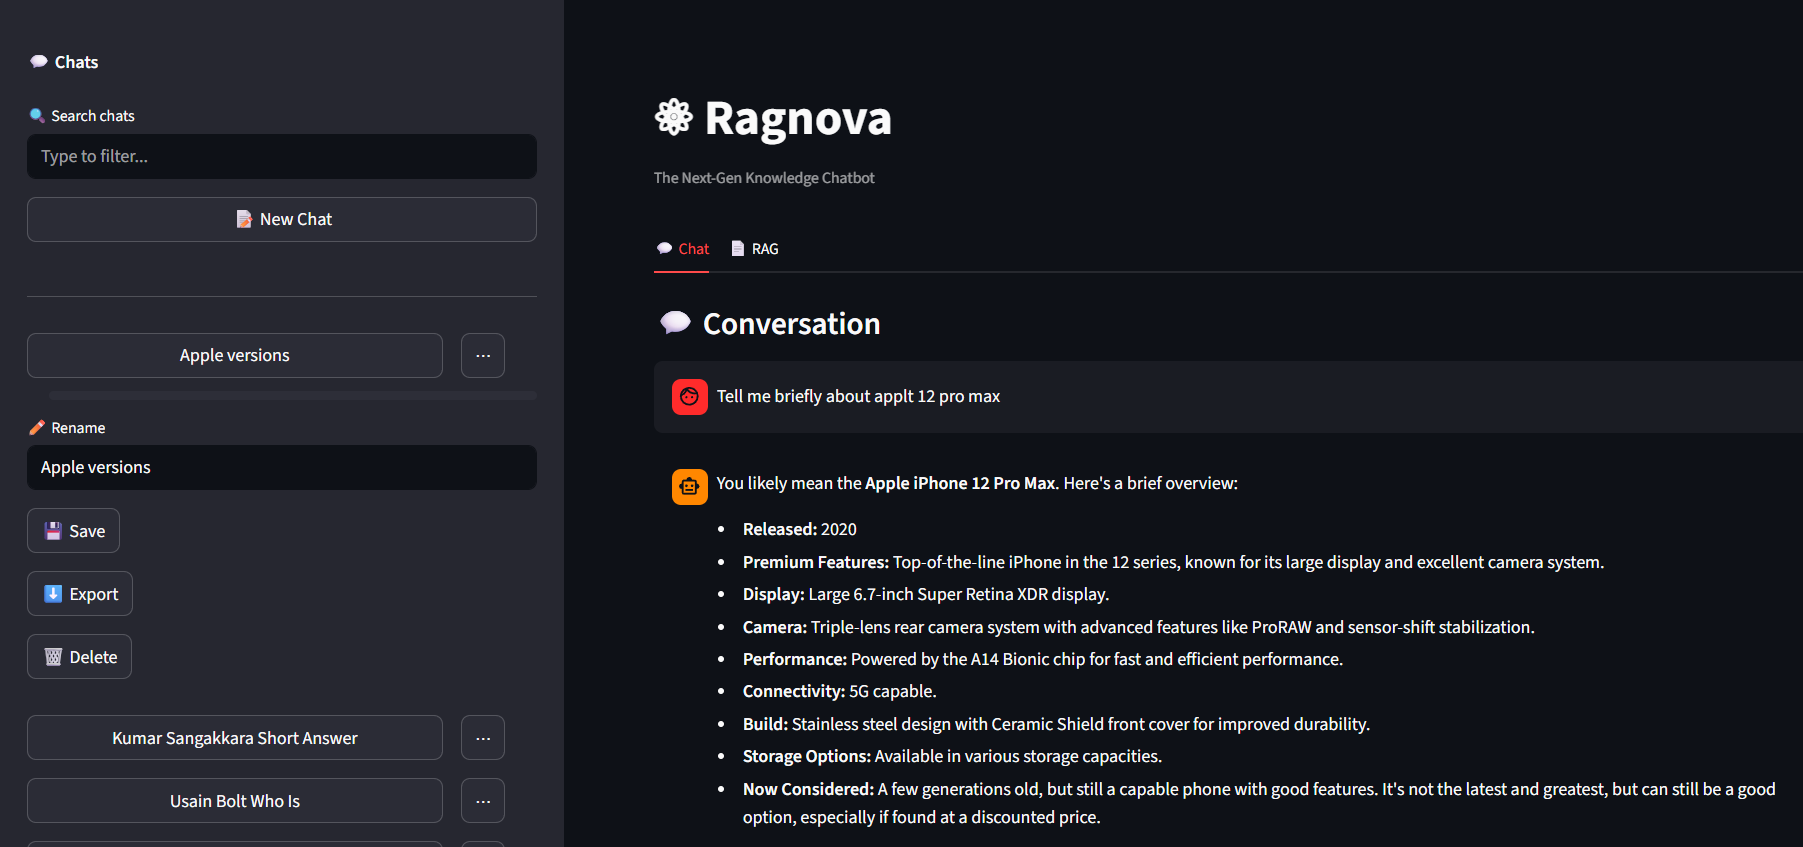 💬 Chats
🔍 Search chats
Type to filter...
📝 New Chat
Apple versions
...
✏️ Rename
Apple versions
💾 Save
⬇️ Export
🗑️ Delete
Kumar Sangakkara Short Answer
...
Usain Bolt Who Is
...
Ragnova
The Next-Gen Knowledge Chatbot
💬 Chat
📄 RAG
💬 Conversation
Tell me briefly about applt 12 pro max
You likely mean the Apple iPhone 12 Pro Max. Here's a brief overview:
• Released: 2020
• Premium Features: Top-of-the-line iPhone in the 12 series, known for its large display and excellent camera system.
• Display: Large 6.7-inch Super Retina XDR display.
• Camera: Triple-lens rear camera system with advanced features like ProRAW and sensor-shift stabilization.
• Performance: Powered by the A14 Bionic chip for fast and efficient performance.
• Connectivity: 5G capable.
• Build: Stainless steel design with Ceramic Shield front cover for improved durability.
• Storage Options: Available in various storage capacities.
• Now Considered: A few generations old, but still a capable phone with good features. It's not the latest and greatest, but can still be a good
option, especially if found at a discounted price.